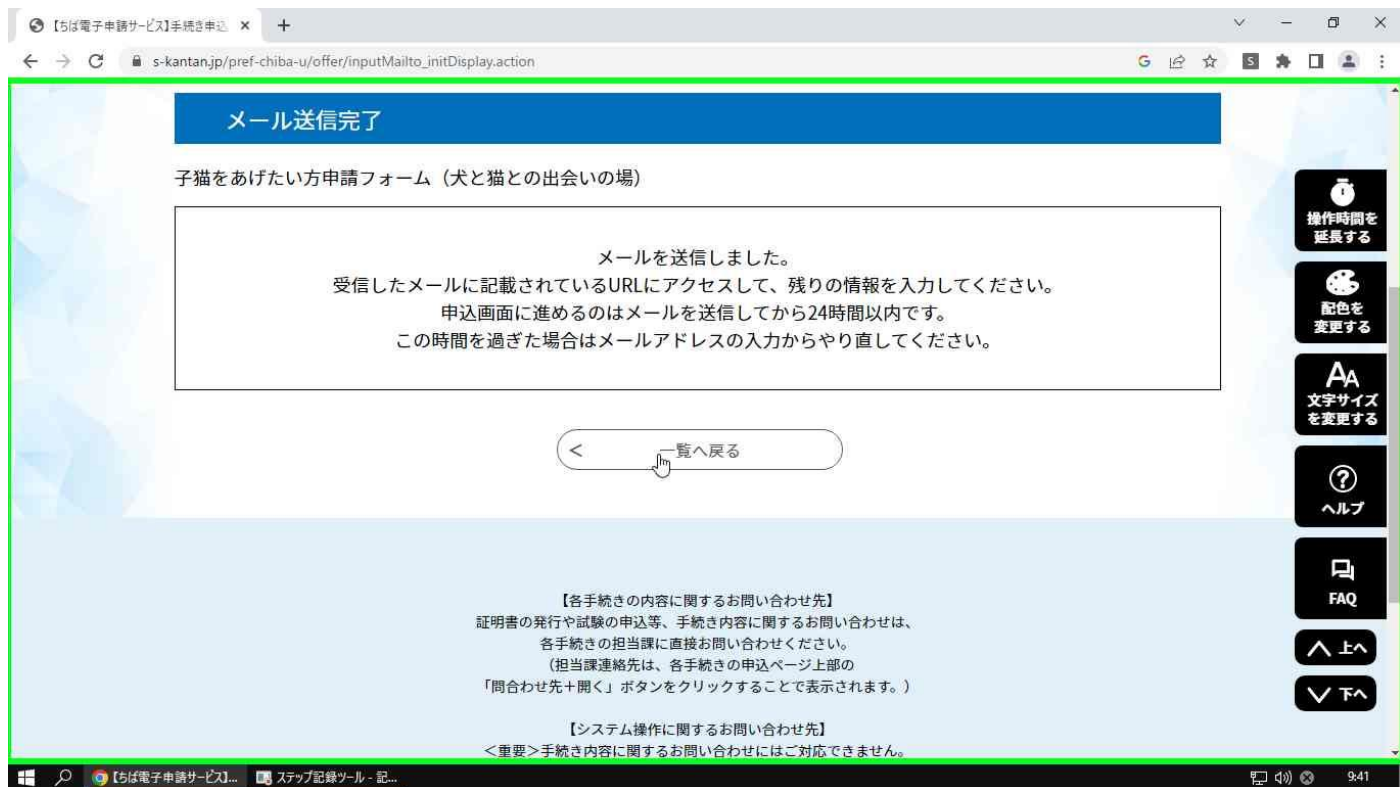 【ちば電子申請サービス】手続き申込
s-kantan.jp/pref-chiba-u/offer/inputMailto_initDisplay.action
メール送信完了
子猫をあげたい方申請フォーム（犬と猫との出会いの場）
メールを送信しました。
受信したメールに記載されているURLにアクセスして、残りの情報を入力してください。
申込画面に進めるのはメールを送信してから24時間以内です。
この時間を過ぎた場合はメールアドレスの入力からやり直してください。
一覧へ戻る
操作時間を
延長する
配色を
変更する
文字サイズ
を変更する
ヘルプ
FAQ
上へ
下へ
【各手続きの内容に関するお問い合わせ先】
証明書の発行や試験の申込等、手続き内容に関するお問い合わせは、
各手続きの担当課に直接お問い合わせください。
（担当課連絡先は、各手続きの申込ページ上部の
「問合わせ先＋開く」ボタンをクリックすることで表示されます。）
【システム操作に関するお問い合わせ先】
＜重要＞手続き内容に関するお問い合わせにはご対応できません。
【ちば電子申請サービス】...
ステップ記録ツール - 記...
9:41